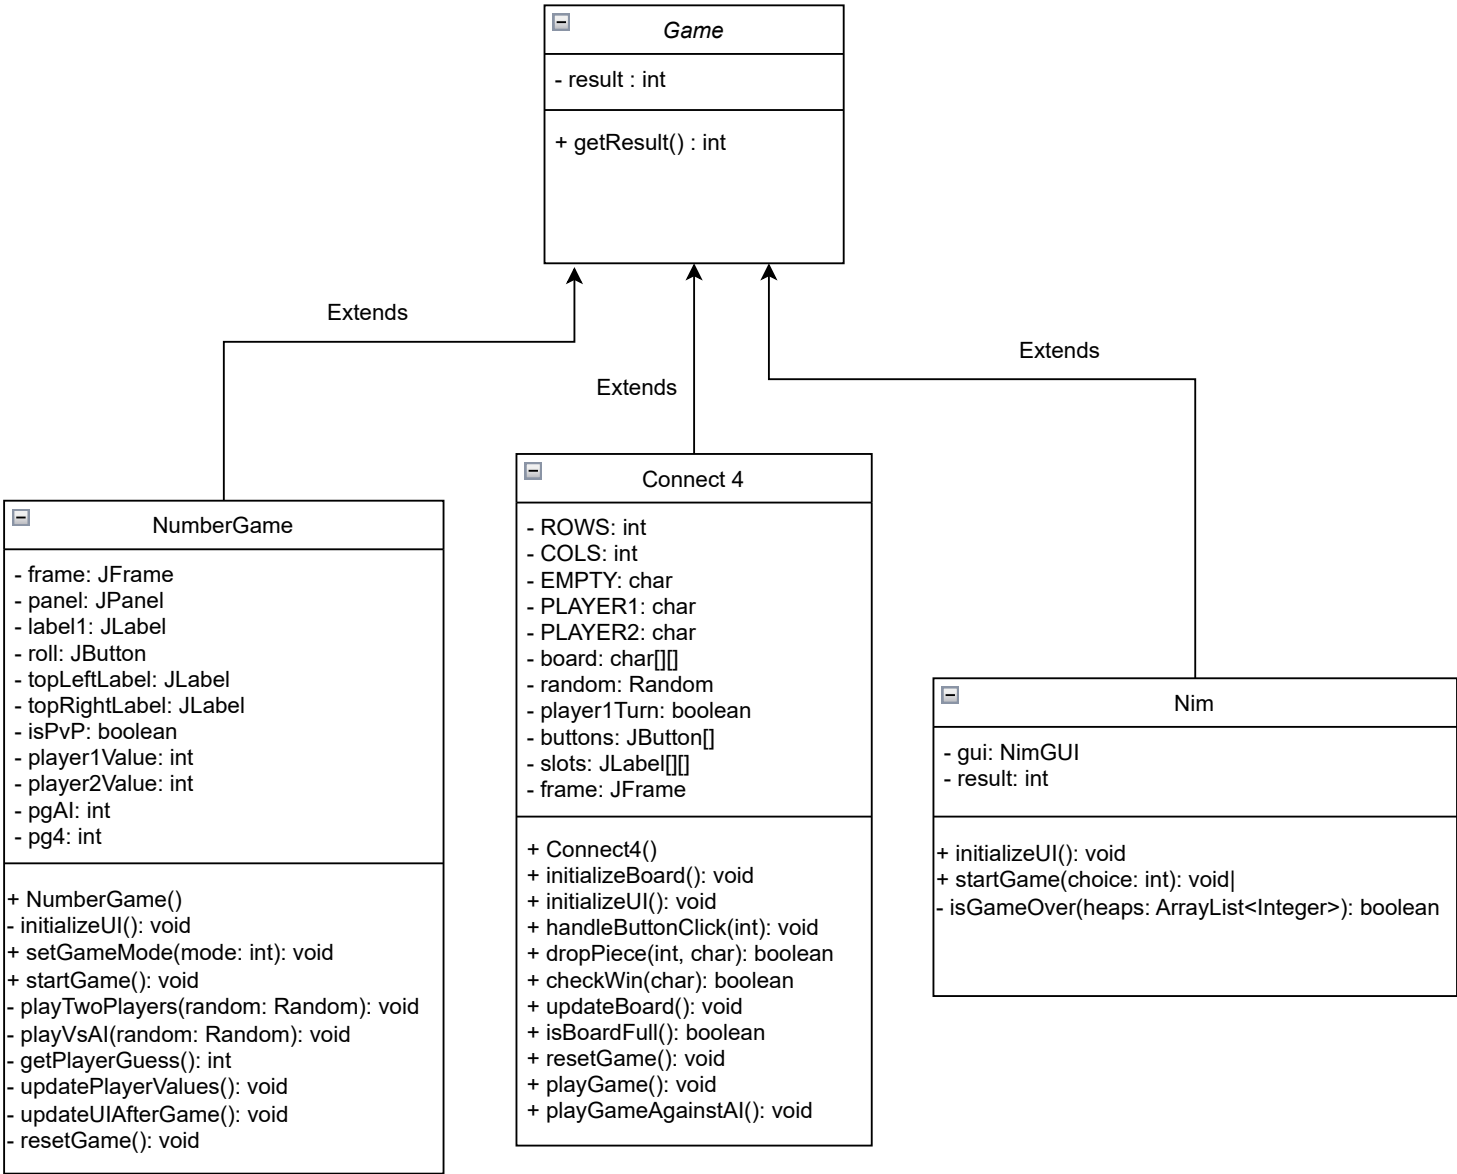 Game
- result : int
+ getResult() : int
Extends
Extends
Extends
NumberGame
- frame: JFrame
- panel: JPanel
- label1: JLabel
- roll: JButton
- topLeftLabel: JLabel
- topRightLabel: JLabel
- isPvP: boolean
- player1Value: int
- player2Value: int
- pgAI: int
- pg4: int
+ NumberGame()
- initializeUI(): void
+ setGameMode(mode: int): void
+ startGame(): void
- playTwoPlayers(random: Random): void
- playVsAI(random: Random): void
- getPlayerGuess(): int
- updatePlayerValues(): void
- updateUIAfterGame(): void
- resetGame(): void
Connect 4
- ROWS: int
- COLS: int
- EMPTY: char
- PLAYER1: char
- PLAYER2: char
- board: char[][]
- random: Random
- player1Turn: boolean
- buttons: JButton[]
- slots: JLabel[][]
- frame: JFrame
+ Connect4()
+ initializeBoard(): void
+ initializeUI(): void
+ handleButtonClick(int): void
+ dropPiece(int, char): boolean
+ checkWin(char): boolean
+ updateBoard(): void
+ isBoardFull(): boolean
+ resetGame(): void
+ playGame(): void
+ playGameAgainstAI(): void
Nim
- gui: NimGUI
- result: int
+ initializeUI(): void
+ startGame(choice: int): void|
- isGameOver(heaps: ArrayList<Integer>): boolean